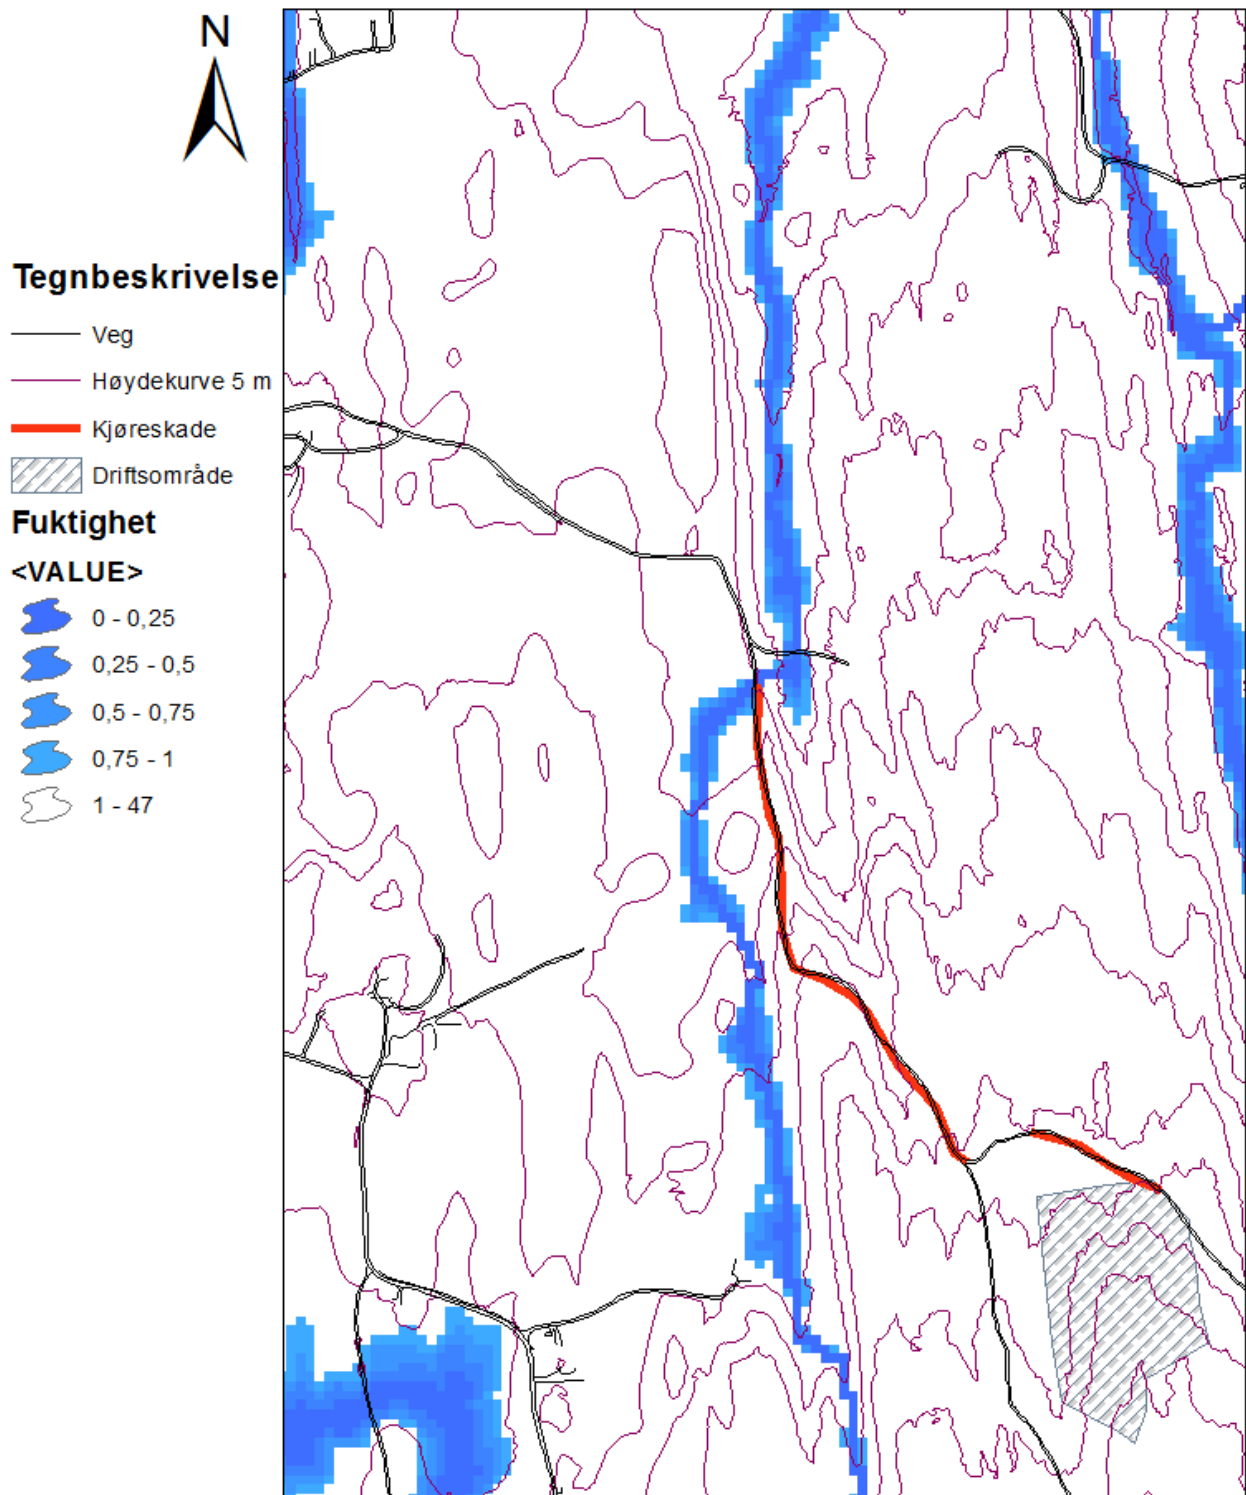 N
Tegnbeskrivelse
Veg
Høydekurve 5 m
Kjøreskade
Driftsområde
Fuktighet
<VALUE>
0 - 0,25
0,25 - 0,5
0,5 - 0,75
0,75 - 1
1 - 47